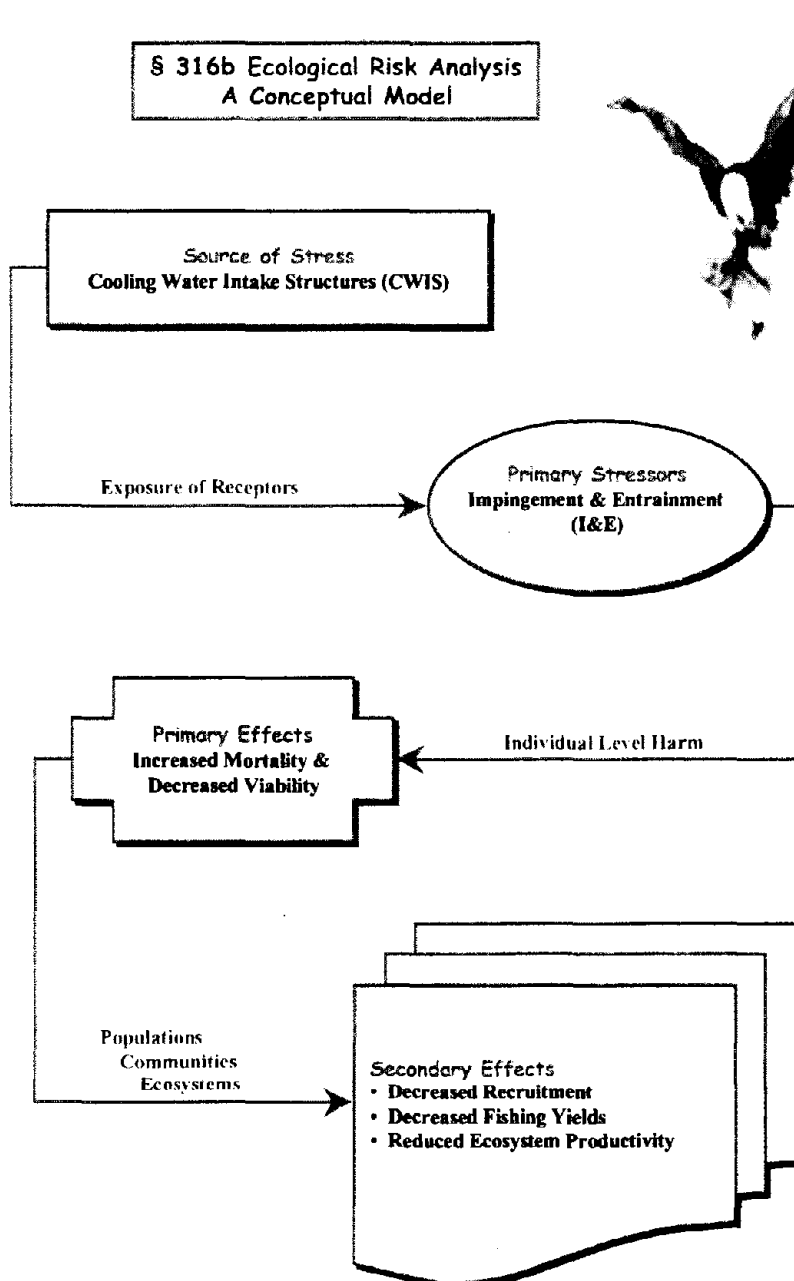 § 316b Ecological Risk Analysis
A Conceptual Model
Source of Stress
Cooling Water Intake Structures (CWIS)
Exposure of Receptors
Primary Stressors
Impingement & Entrainment
(I&E)
Primary Effects
Increased Mortality &
Decreased Viability
Individual Level Harm
Populations
Communities
Ecosystems
Secondary Effects
• Decreased Recruitment
• Decreased Fishing Yields
• Reduced Ecosystem Productivity